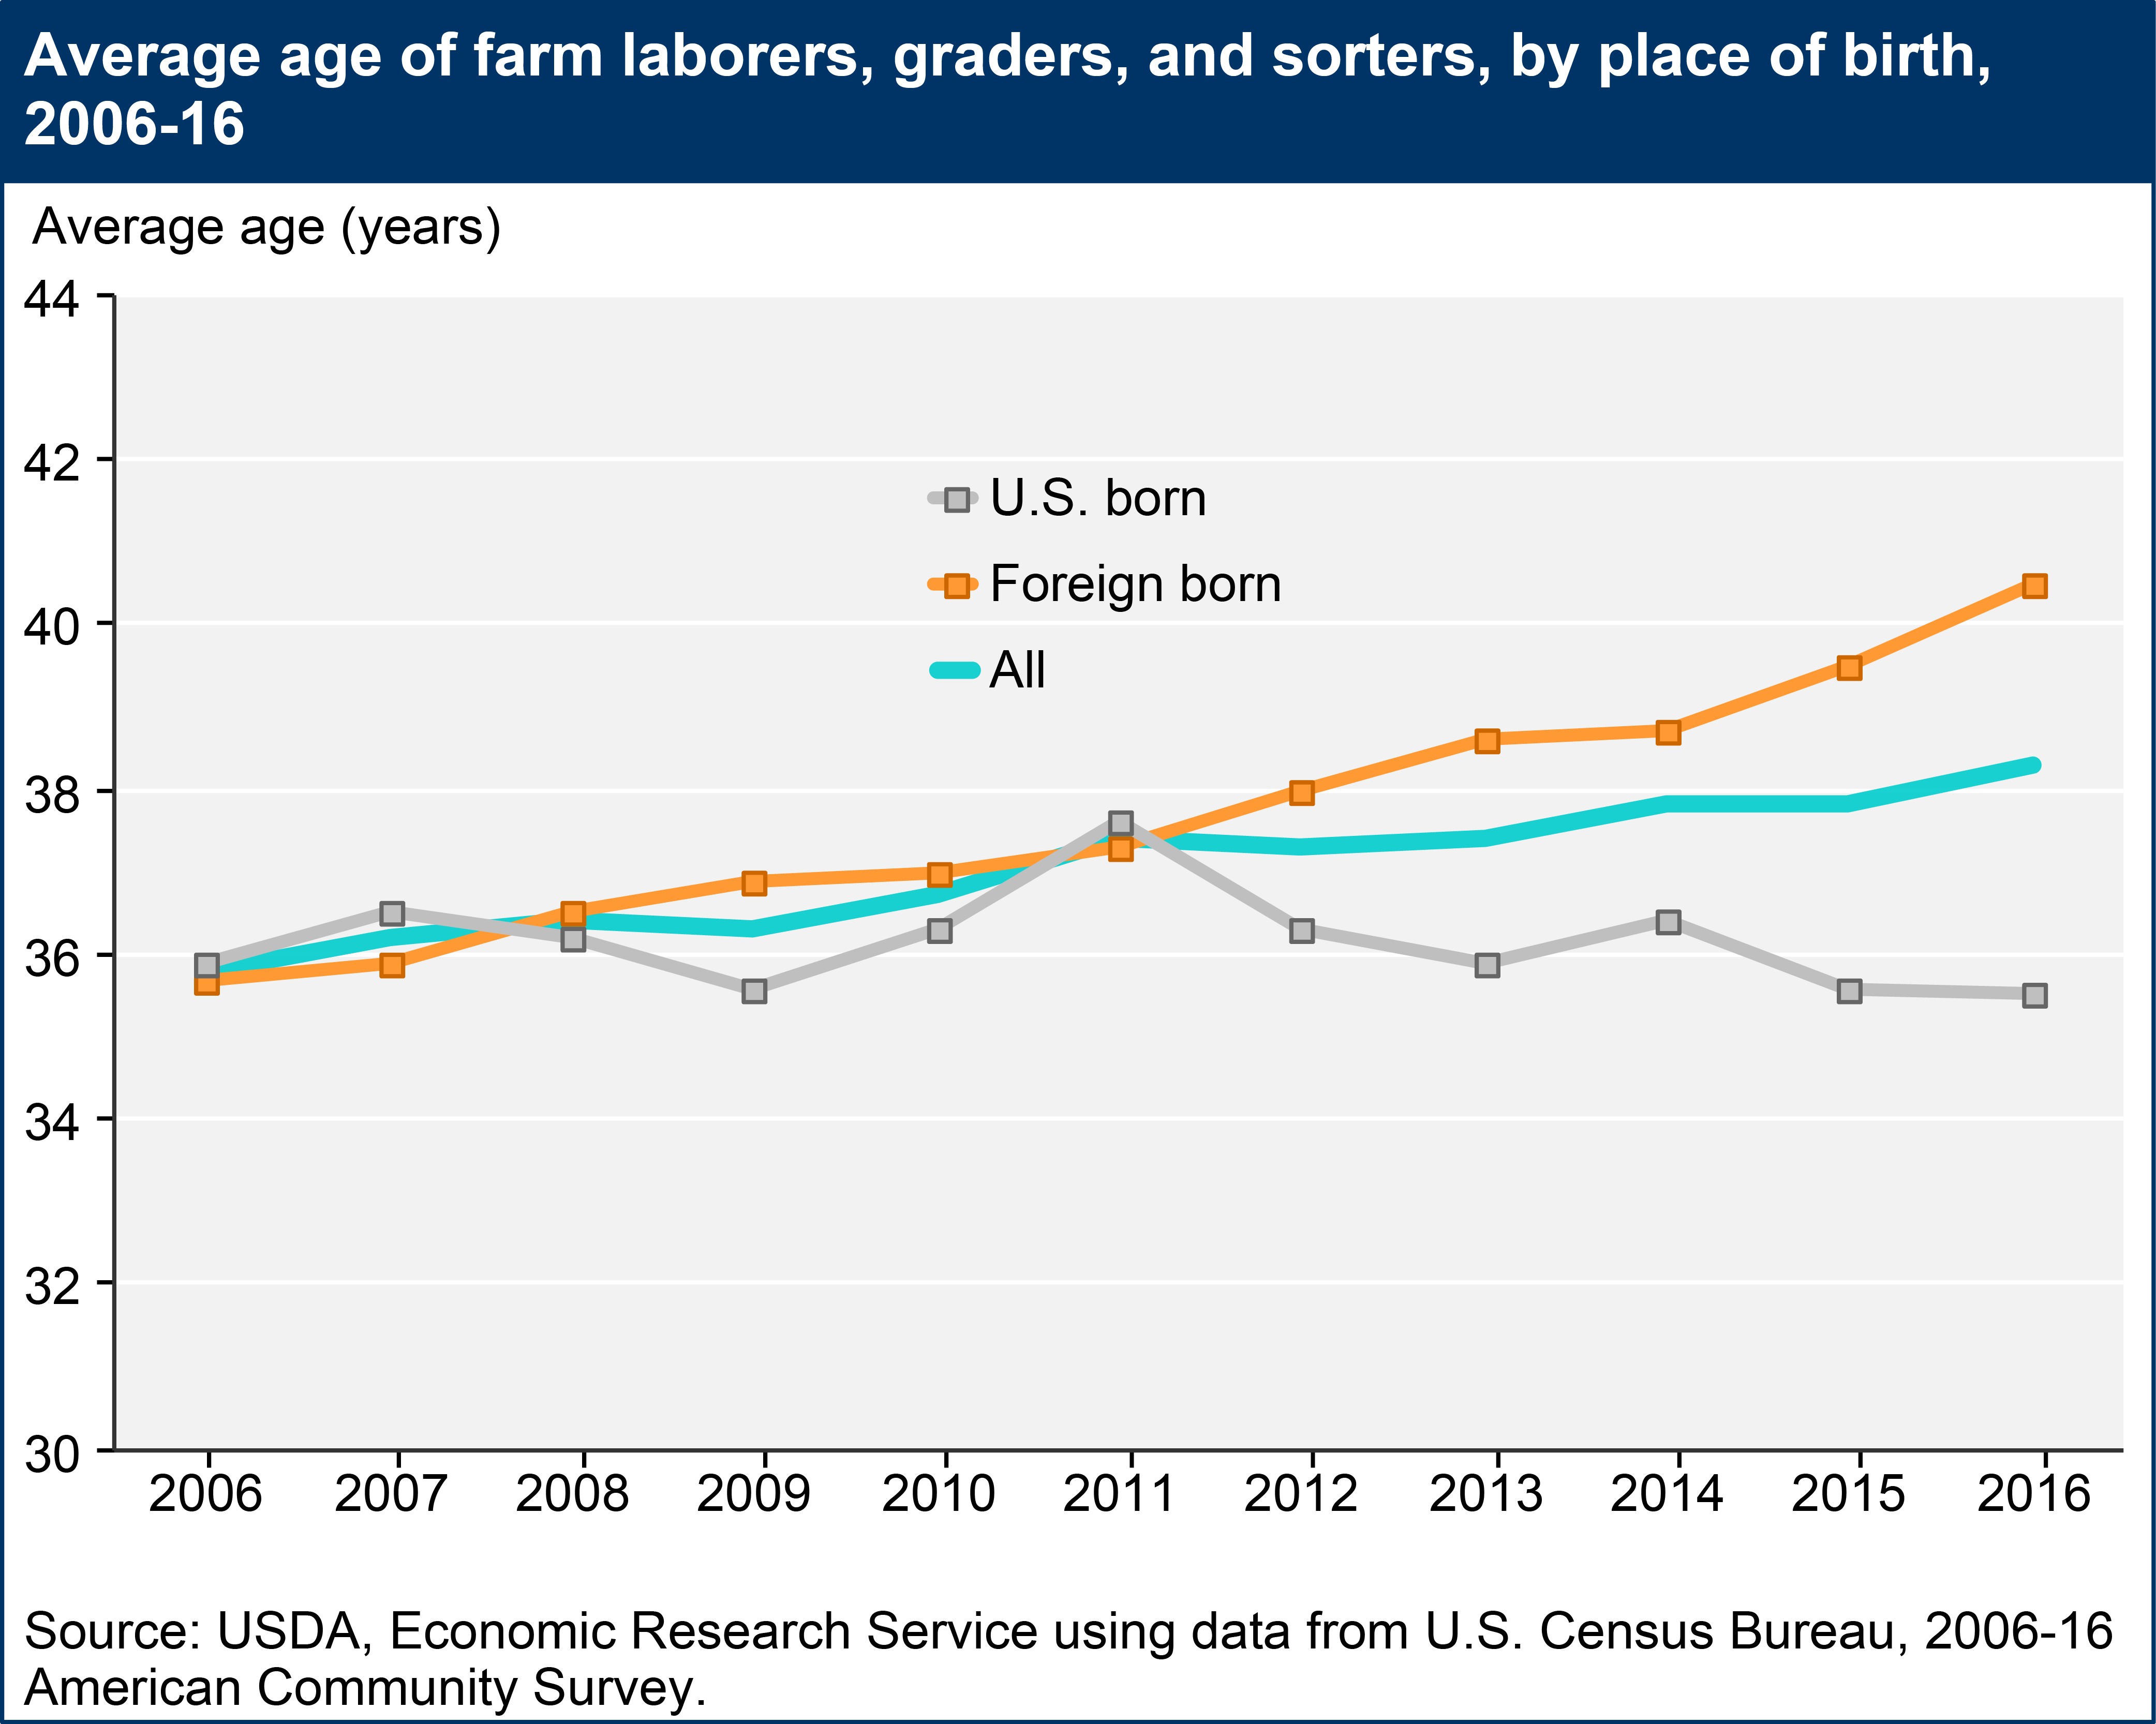 Average age of farm laborers, graders, and sorters, by place of birth,
2006-16
Average age (years)
44
42
40
38
36
34
32
30
U.S. born
Foreign born
All
2006 2007 2008 2009 2010 2011 2012 2013 2014 2015 2016
Source: USDA, Economic Research Service using data from U.S. Census Bureau, 2006-16
American Community Survey.